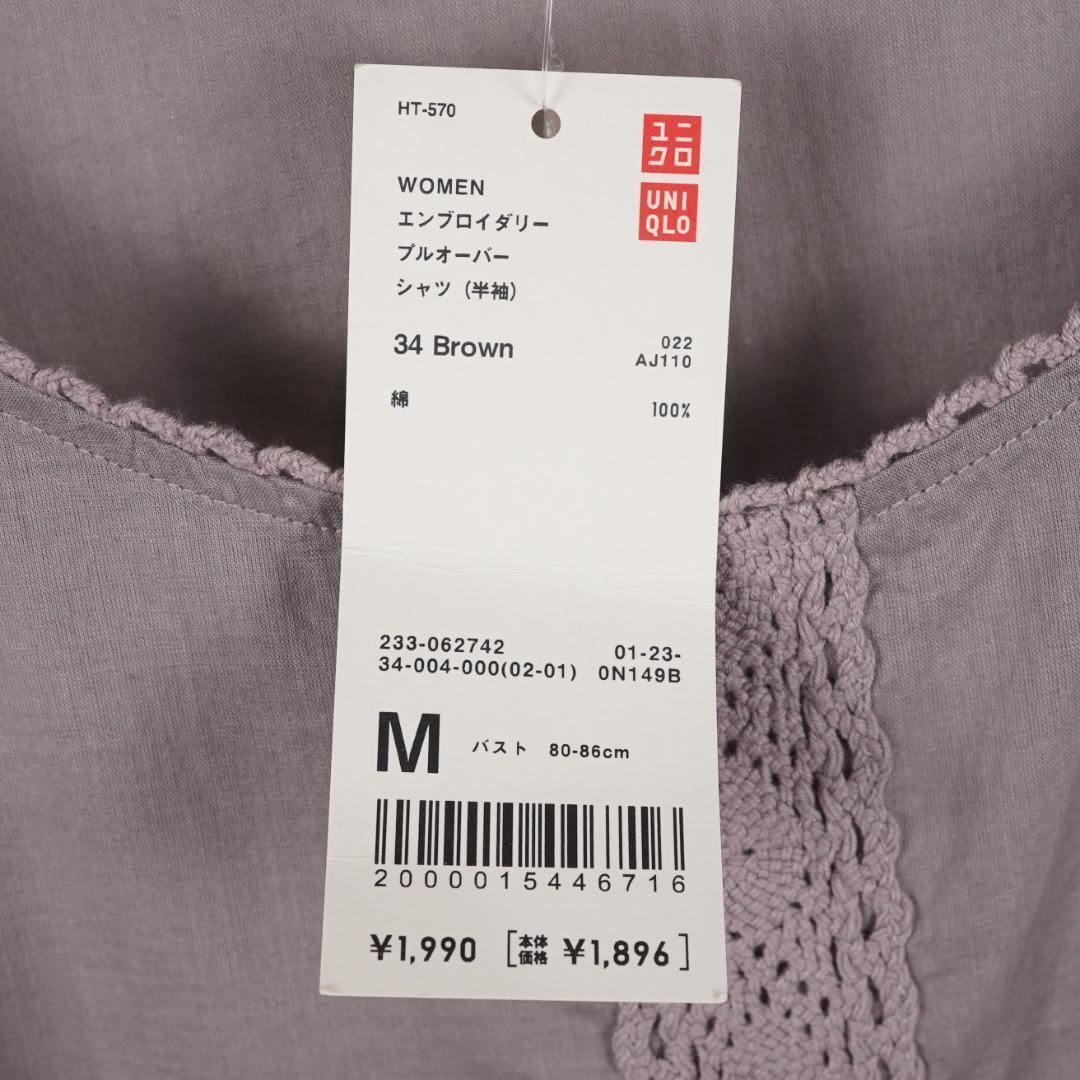 HT-570
ユニ
クロ
UNI
QLO
WOMEN
エンブロイダリー
プルオーバー
シャツ (半袖)
34 Brown
022
AJ110
綿
100%
233-062742
01-23-
34-004-000(02-01)
0N149B
M バスト 80-86cm
2000015446716
¥1,990 [本体価格 ¥1,896]